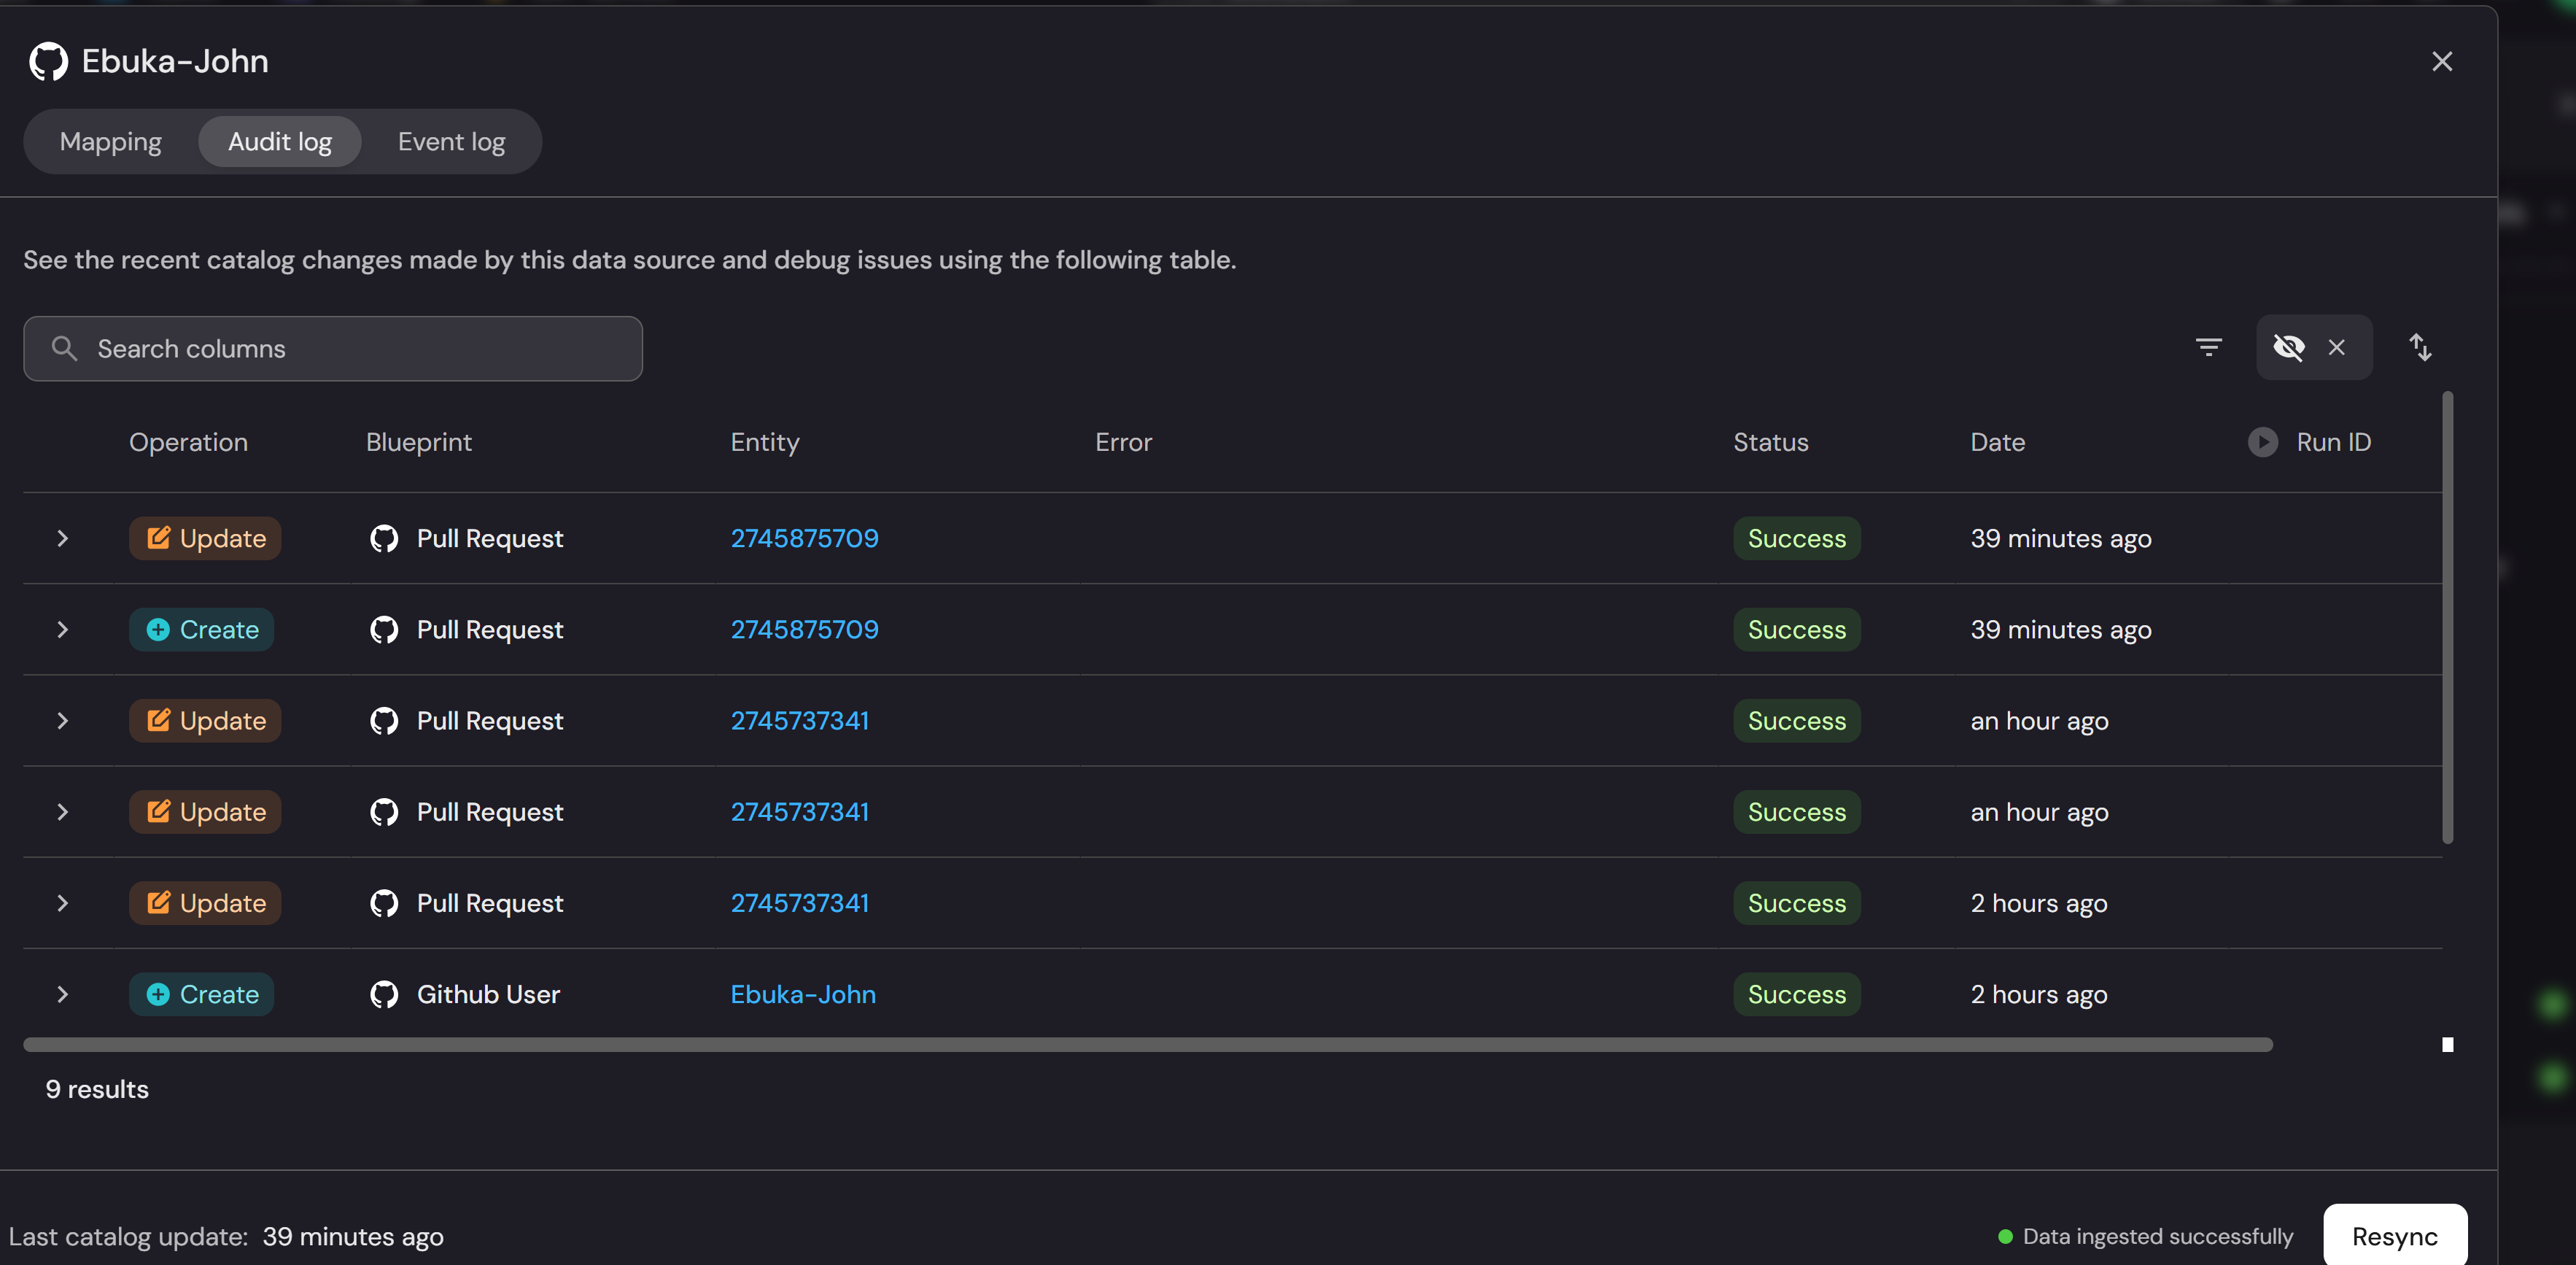 Ebuka-John
Mapping Audit log Event log
See the recent catalog changes made by this data source and debug issues using the following table.
Search columns
Operation Blueprint Entity Error Status Date Run ID
Update Pull Request 2745875709 Success 39 minutes ago
Create Pull Request 2745875709 Success 39 minutes ago
Update Pull Request 2745737341 Success an hour ago
Update Pull Request 2745737341 Success an hour ago
Update Pull Request 2745737341 Success 2 hours ago
Create Github User Ebuka-John Success 2 hours ago
9 results
Last catalog update: 39 minutes ago Data ingested successfully Resync